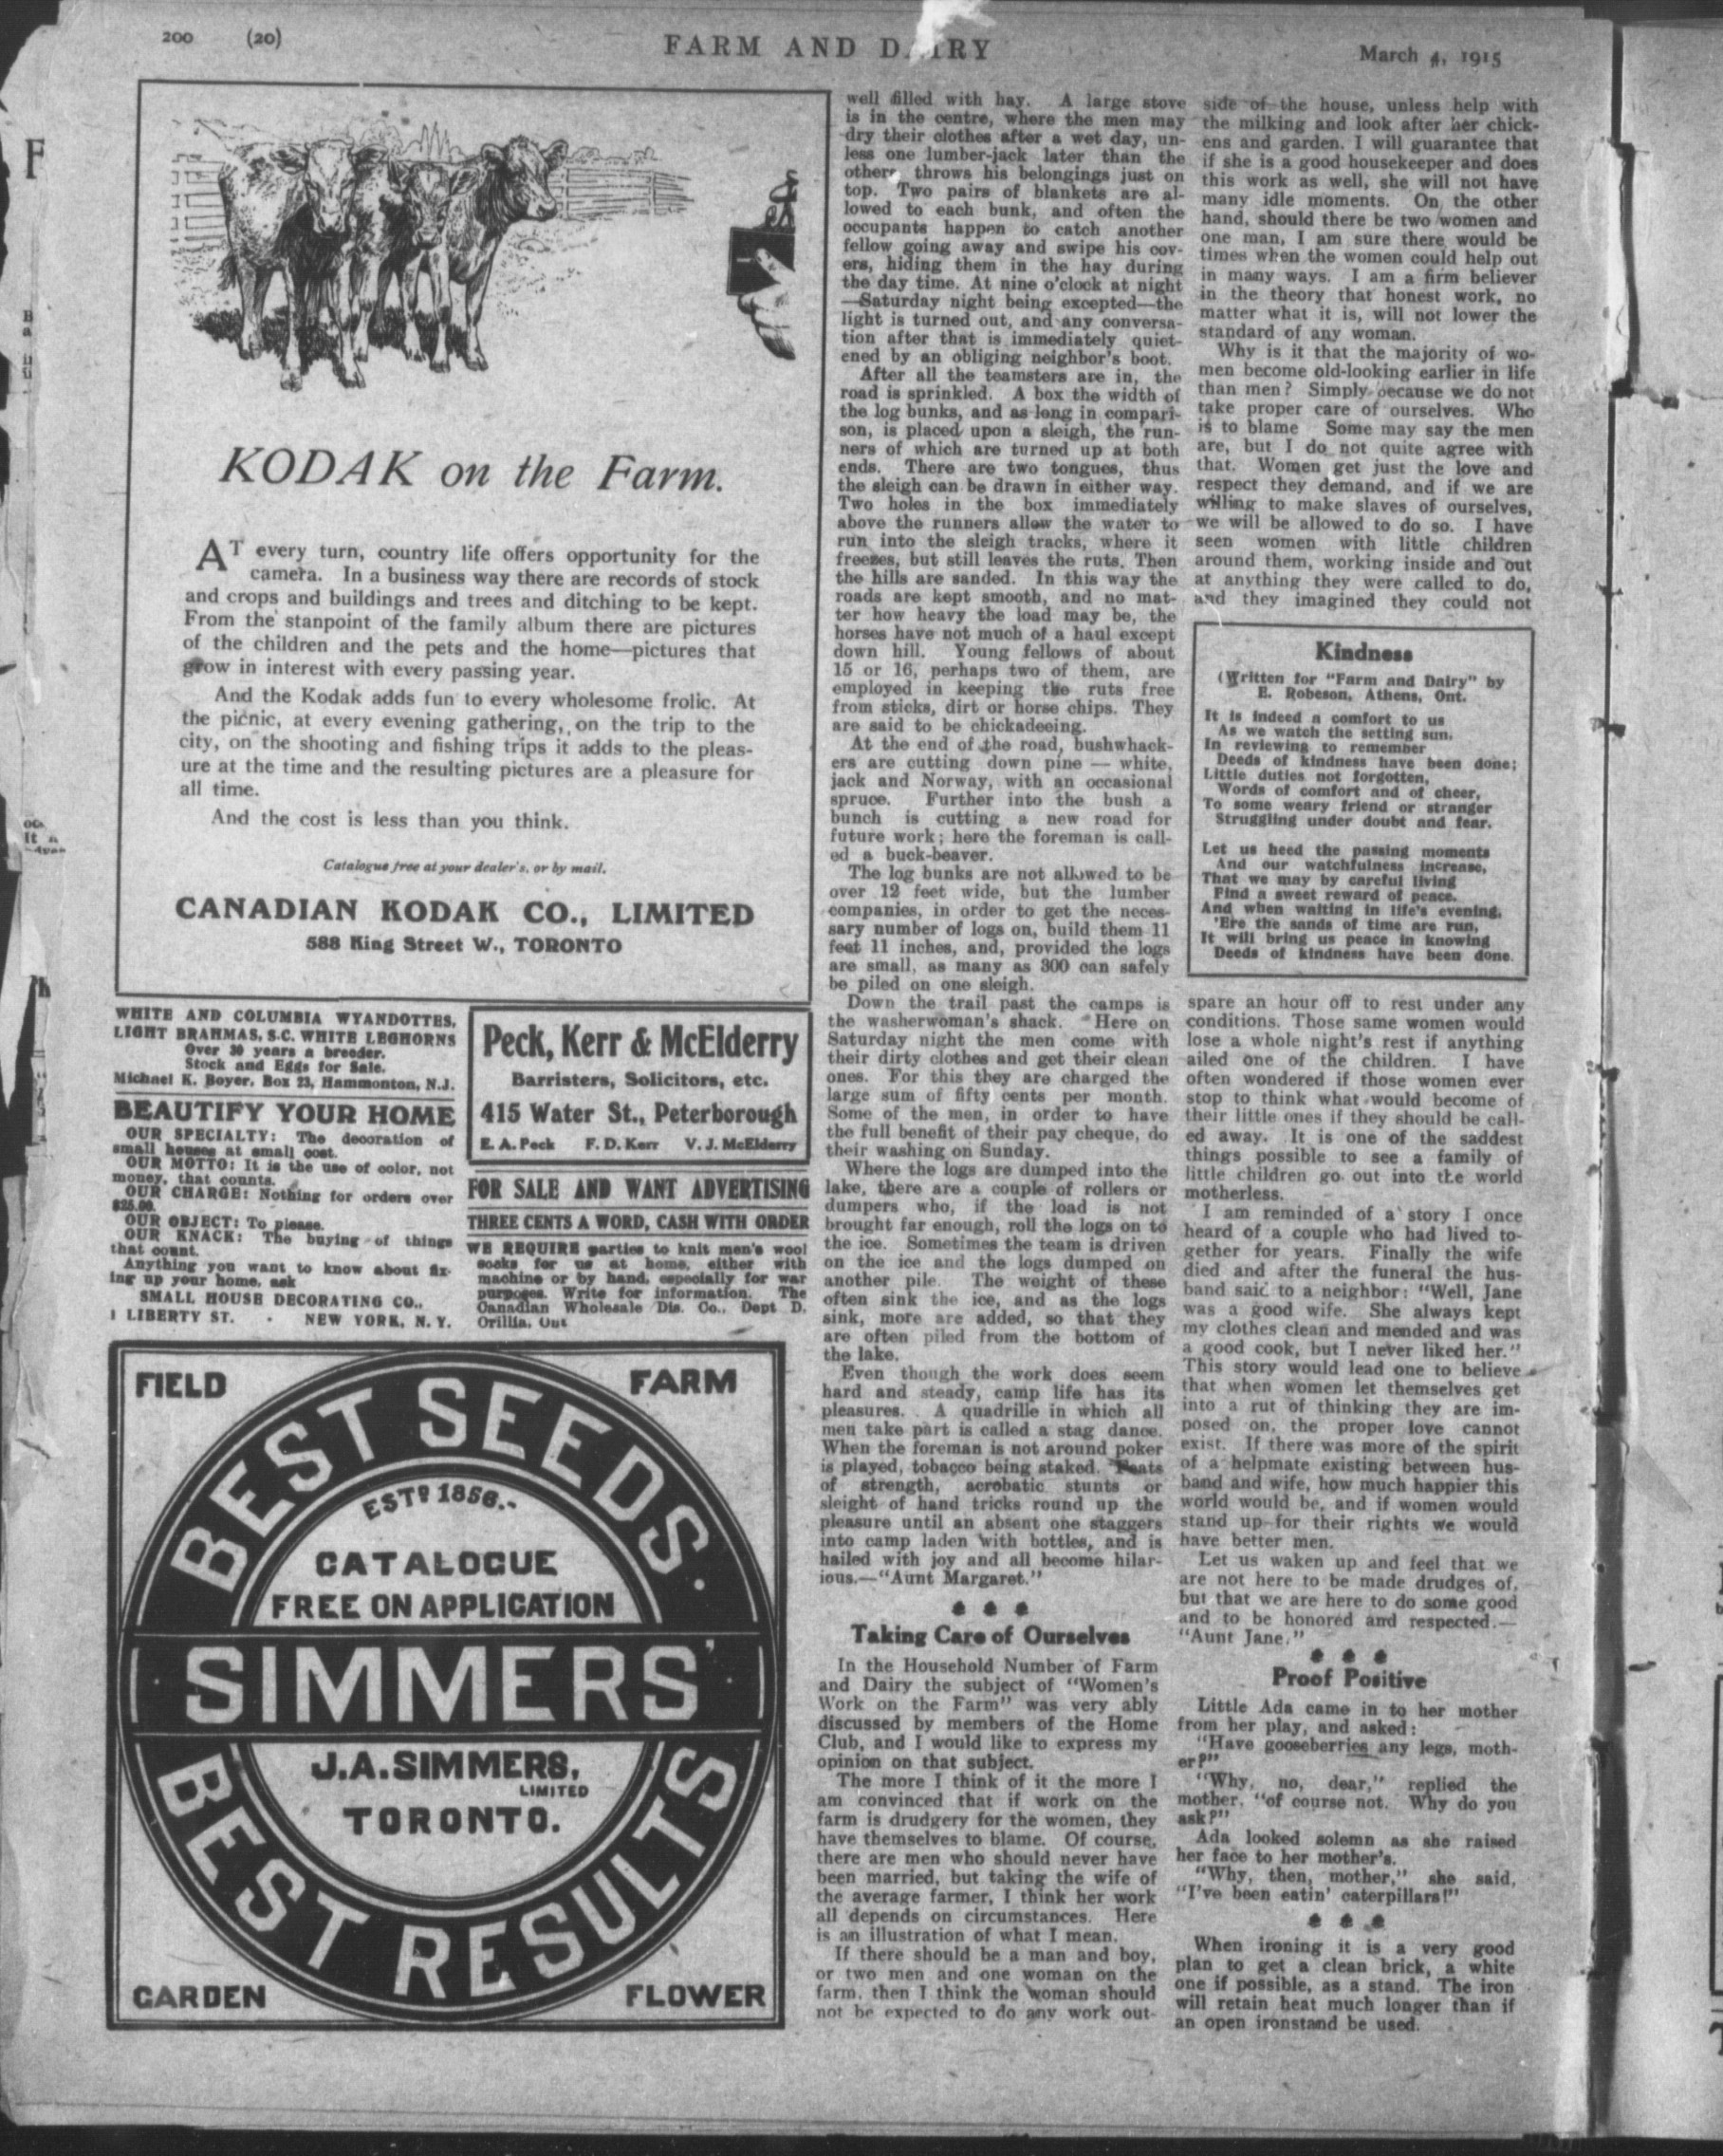 200 (20)
FARM AND D
March 4, 1915
KODAK on the Farm.
AT every turn, country life offers opportunity for the
camera. In a business way there are records of stock
and crops and buildings and trees and ditching to be kept.
From the stanpoint of the family album there are pictures
of the children and the pets and the home—pictures that
grow in interest with every passing year.
And the Kodak adds fun to every wholesome frolic. At
the picnic, at every evening gathering, on the trip to the
city, on the shooting and fishing trips it adds to the pleas-
ure at the time and the resulting pictures are a pleasure for
all time.
And the cost is less than you think.
Catalogue free at your dealer's, or by mail.
CANADIAN KODAK CO., LIMITED
588 King Street W., TORONTO
WHITE AND COLUMBIA WYANDOTTES,
LIGHT BRAHMAS, S.C. WHITE LEGHORNS
Over 30 years a breeder.
Stock and Eggs for Sale.
Michael K. Boyer, Box 23, Hammonton, N.J.
BEAUTIFY YOUR HOME
OUR SPECIALTY: The decoration of
small houses at small cost.
OUR MOTTO: It is the use of color, not
money, that counts.
OUR CHARGE: Nothing for orders over
$25.00.
OUR OBJECT: To please.
OUR KNACK: The buying of things
that count.
Anything you want to know about fix-
ing up your home, ask
SMALL HOUSE DECORATING CO.,
1 LIBERTY ST. - NEW YORK, N.Y.
Peck, Kerr & McElderry
Barristers, Solicitors, etc.
415 Water St., Peterborough
E. A. Peck F. D. Kerr V. J. McElderry
FOR SALE AND WANT ADVERTISING
THREE CENTS A WORD, CASH WITH ORDER
WE REQUIRE parties to knit men's wool
socks for us at home, either with
machine or by hand, especially for war
purposes. Write for information. The
Canadian Wholesale Dis. Co., Dept D.
Orillia, Ont
FIELD FARM
BEST SEEDS.
ESTD 1856.-
CATALOGUE
FREE ON APPLICATION
SIMMERS'
J.A. SIMMERS,
LIMITED
TORONTO.
BEST RESULTS
GARDEN FLOWER
well filled with hay. A large stove
is in the centre, where the men may
dry their clothes after a wet day, un-
less one lumber-jack later than the
others throws his belongings just on
top. Two pairs of blankets are al-
lowed to each bunk, and often the
occupants happen to catch another
fellow going away and swipe his cov-
ers, hiding them in the hay during
the day time. At nine o'clock at night
—Saturday night being excepted—the
light is turned out, and any conversa-
tion after that is immediately quiet-
ened by an obliging neighbor's boot.
After all the teamsters are in, the
road is sprinkled. A box the width of
the log bunks, and as long in compari-
son, is placed upon a sleigh, the run-
ners of which are turned up at both
ends. There are two tongues, thus
the sleigh can be drawn in either way.
Two holes in the box immediately
above the runners allow the water to
run into the sleigh tracks, where it
freezes, but still leaves the ruts. Then
the hills are sanded. In this way the
roads are kept smooth, and no mat-
ter how heavy the load may be, the
horses have not much of a haul except
down hill. Young fellows of about
15 or 16, perhaps two of them, are
employed in keeping the ruts free
from sticks, dirt or horse chips. They
are said to be chickadeeing.
At the end of the road, bushwhack-
ers are cutting down pine — white,
jack and Norway, with an occasional
spruce. Further into the bush a
bunch is cutting a new road for
future work; here the foreman is call-
ed a buck-beaver.
The log bunks are not allowed to be
over 12 feet wide, but the lumber
companies, in order to get the neces-
sary number of logs on, build them 11
feet 11 inches, and, provided the logs
are small, as many as 300 can safely
be piled on one sleigh.
Down the trail past the camps is
the washerwoman's shack. Here on
Saturday night the men come with
their dirty clothes and get their clean
ones. For this they are charged the
large sum of fifty cents per month.
Some of the men, in order to have
the full benefit of their pay cheque, do
their washing on Sunday.
Where the logs are dumped into the
lake, there are a couple of rollers or
dumpers who, if the load is not
brought far enough, roll the logs on to
the ice. Sometimes the team is driven
on the ice and the logs dumped on
another pile. The weight of these
often sink the ice, and as the logs
sink, more are added, so that they
are often piled from the bottom of
the lake.
Even though the work does seem
hard and steady, camp life has its
pleasures. A quadrille in which all
men take part is called a stag dance.
When the foreman is not around poker
is played, tobacco being staked. Feats
of strength, acrobatic stunts or
sleight of hand tricks round up the
pleasure until an absent one staggers
into camp laden with bottles, and is
hailed with joy and all become hilar-
ious.—"Aunt Margaret."
Taking Care of Ourselves
In the Household Number of Farm
and Dairy the subject of "Women's
Work on the Farm" was very ably
discussed by members of the Home
Club, and I would like to express my
opinion on that subject.
The more I think of it the more I
am convinced that if work on the
farm is drudgery for the women, they
have themselves to blame. Of course,
there are men who should never have
been married, but taking the wife of
the average farmer, I think her work
all depends on circumstances. Here
is an illustration of what I mean.
If there should be a man and boy,
or two men and one woman on the
farm, then I think the woman should
not be expected to do any work out-
side of the house, unless help with
the milking and look after her chick-
ens and garden. I will guarantee that
if she is a good housekeeper and does
this work as well, she will not have
many idle moments. On the other
hand, should there be two women and
one man, I am sure there would be
times when the women could help out
in many ways. I am a firm believer
in the theory that honest work, no
matter what it is, will not lower the
standard of any woman.
Why is it that the majority of wo-
men become old-looking earlier in life
than men? Simply because we do not
take proper care of ourselves. Who
is to blame Some may say the men
are, but I do not quite agree with
that. Women get just the love and
respect they demand, and if we are
willing to make slaves of ourselves,
we will be allowed to do so. I have
seen women with little children
around them, working inside and out
at anything they were called to do,
and they imagined they could not
Kindness
(Written for "Farm and Dairy" by
E. Robeson, Athens, Ont.
It is indeed a comfort to us
As we watch the setting sun,
In reviewing to remember
Deeds of kindness have been done;
Little duties not forgotten,
Words of comfort and of cheer,
To some weary friend or stranger
Struggling under doubt and fear.
Let us heed the passing moments
And our watchfulness increase,
That we may by careful living
Find a sweet reward of peace.
And when waiting in life's evening,
'Ere the sands of time are run,
It will bring us peace in knowing
Deeds of kindness have been done.
spare an hour off to rest under any
conditions. Those same women would
lose a whole night's rest if anything
ailed one of the children. I have
often wondered if those women ever
stop to think what would become of
their little ones if they should be call-
ed away. It is one of the saddest
things possible to see a family of
little children go out into the world
motherless.
I am reminded of a story I once
heard of a couple who had lived to-
gether for years. Finally the wife
died and after the funeral the hus-
band said to a neighbor: "Well, Jane
was a good wife. She always kept
my clothes clean and mended and was
a good cook, but I never liked her."
This story would lead one to believe
that when women let themselves get
into a rut of thinking they are im-
posed on, the proper love cannot
exist. If there was more of the spirit
of a helpmate existing between hus-
band and wife, how much happier this
world would be, and if women would
stand up for their rights we would
have better men.
Let us waken up and feel that we
are not here to be made drudges of,
but that we are here to do some good
and to be honored and respected.—
"Aunt Jane."
Proof Positive
Little Ada came in to her mother
from her play, and asked:
"Have gooseberries any legs, moth-
er?"
"Why, no, dear," replied the
mother, "of course not. Why do you
ask?"
Ada looked solemn as she raised
her face to her mother's.
"Why, then, mother," she said,
"I've been eatin' caterpillars!"
When ironing it is a very good
plan to get a clean brick, a white
one if possible, as a stand. The iron
will retain heat much longer than if
an open ironstand be used.